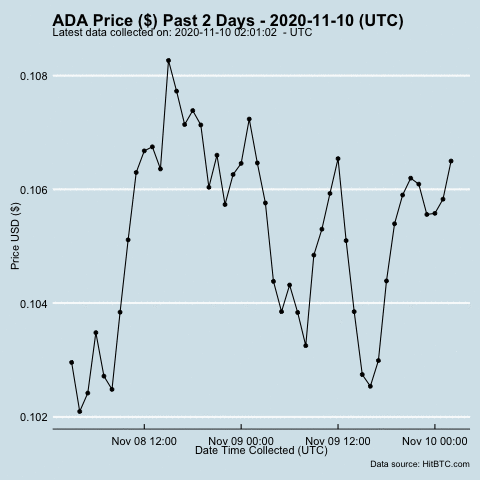 ADA Price ($) Past 2 Days - 2020-11-10 (UTC)
Latest data collected on: 2020-11-10 02:01:02 - UTC
0.108
0.106
0.104
0.102
Price USD ($)
Nov 08 12:00 Nov 09 00:00 Nov 09 12:00 Nov 10 00:00
Date Time Collected (UTC)
Data source: HitBTC.com